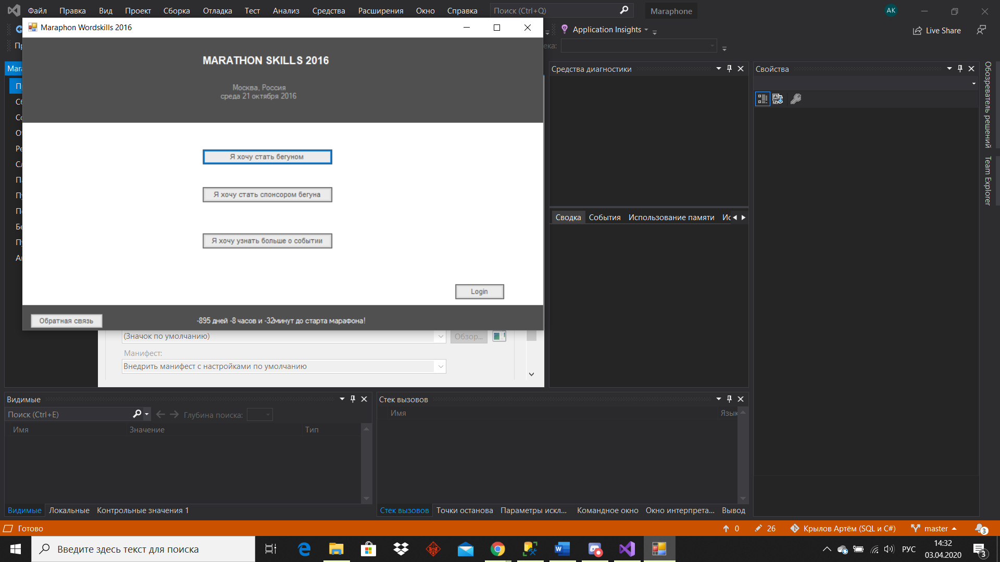 Файл Правка Вид Проект Сборка Отладка Тест Анализ Средства Расширения Окно Справка Поиск (Ctrl+Q) Maraphone AK
Maraphon Wordskills 2016
Application Insights
Live Share
MARATHON SKILLS 2016
Москва, Россия
среда 21 октября 2016
Я хочу стать бегуном
Я хочу стать спонсором бегуна
Я хочу узнать больше о событии
Login
Обратная связь
-895 дней -8 часов и -32минут до старта марафона!
(Значок по умолчанию)
Обзор...
Манифест:
Внедрить манифест с настройками по умолчанию
Средства диагностики
Сводка События Использование памяти
Свойства
Обозреватель решений
Team Explorer
Видимые
Поиск (Ctrl+E)
Глубина поиска:
Имя Значение Тип
Видимые Локальные Контрольные значения 1
Стек вызовов
Имя Язык
Стек вызовов Точки останова Параметры искл... Командное окно Окно интерпрета... Вывод
Готово
0 26 Крылов Артём (SQL и C#) master 3
Введите здесь текст для поиска
РУС
14:32
03.04.2020
3